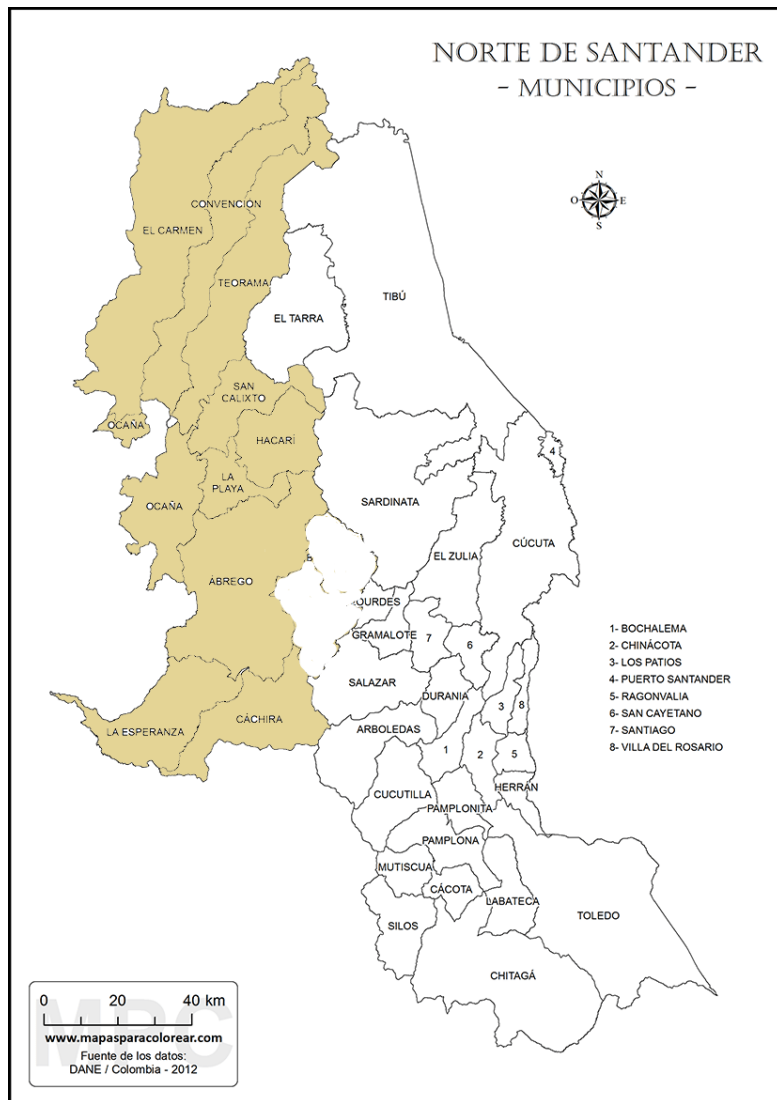 NORTE DE SANTANDER
- MUNICIPIOS -
N
O
E
S
CONVENCIÓN
EL CARMEN
TEORAMA
TIBÚ
EL TARRA
SAN
CALIXTO
OCAÑA
HACARÍ
4
LA
PLAYA
SARDINATA
OCAÑA
CÚCUTA
EL ZULIA
ÁBREGO
OURDES
GRAMALOTE
7
6
SALAZAR
DURANIA
3
8
LA ESPERANZA
CÁCHIRA
ARBOLEDAS
1
2
5
HERRÁN
CUCUTILLA
PAMPLONITA
PAMPLONA
MUTISCUA
CÁCOTA
LABATECA
TOLEDO
SILOS
CHITAGÁ
1- BOCHALEMA
2- CHINÁCOTA
3- LOS PATIOS
4- PUERTO SANTANDER
5- RAGONVALIA
6- SAN CAYETANO
7- SANTIAGO
8- VILLA DEL ROSARIO
0 20 40 km
MPC
www.mapasparacolorear.com
Fuente de los datos:
DANE / Colombia - 2012